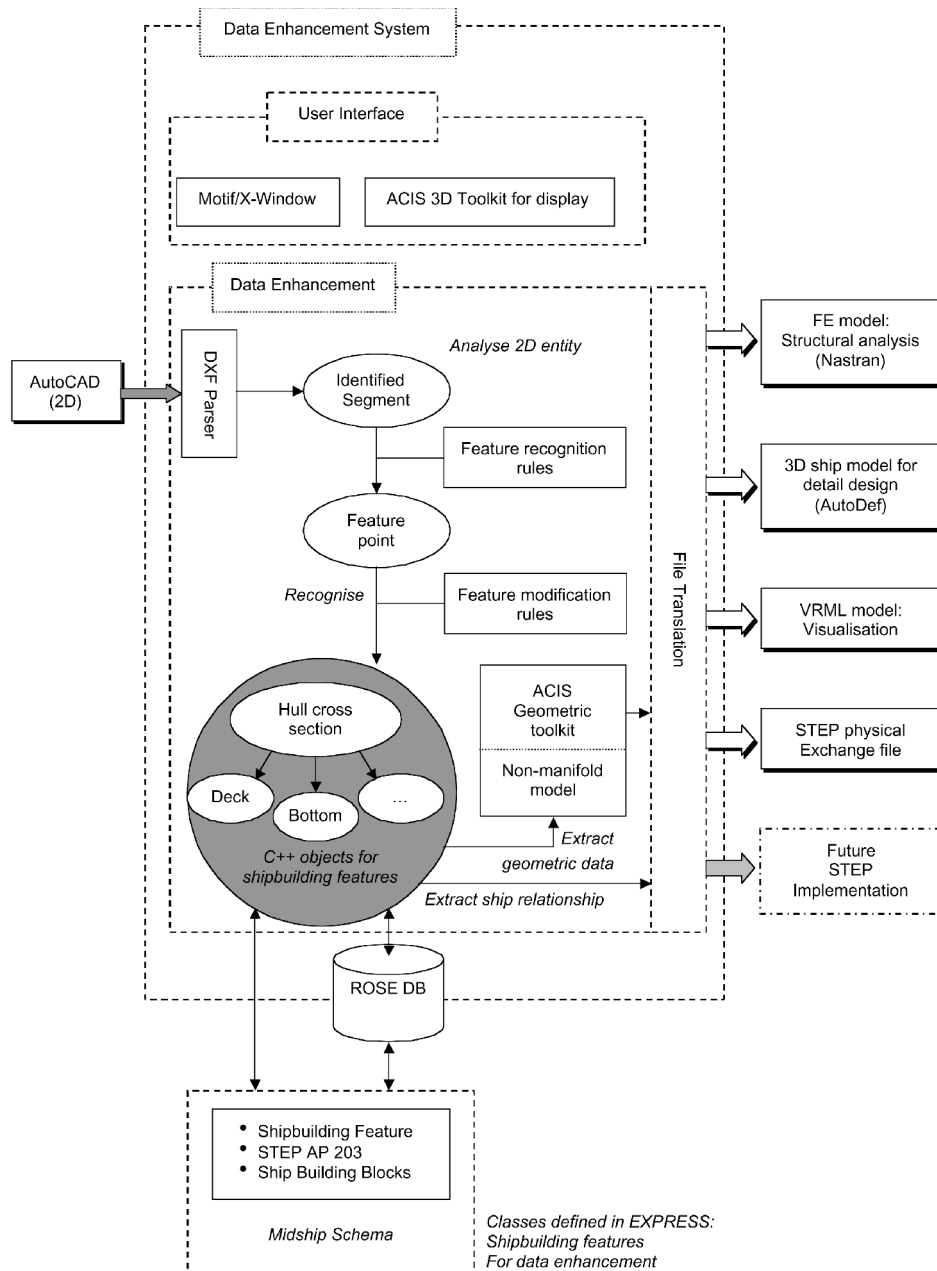 Data Enhancement System
User Interface
Motif/X-Window
ACIS 3D Toolkit for display
Data Enhancement
AutoCAD
(2D)
DXF Parser
Analyse 2D entity
Identified
Segment
Feature recognition
rules
Feature
point
Recognise
Feature modification
rules
Hull cross
section
Deck
Bottom
...
C++ objects for
shipbuilding features
ACIS
Geometric
toolkit
Non-manifold
model
Extract
geometric data
Extract ship relationship
File Translation
FE model:
Structural analysis
(Nastran)
3D ship model for
detail design
(AutoDef)
VRML model:
Visualisation
STEP physical
Exchange file
Future
STEP
Implementation
ROSE DB
• Shipbuilding Feature
• STEP AP 203
• Ship Building Blocks
Midship Schema
Classes defined in EXPRESS:
Shipbuilding features
For data enhancement